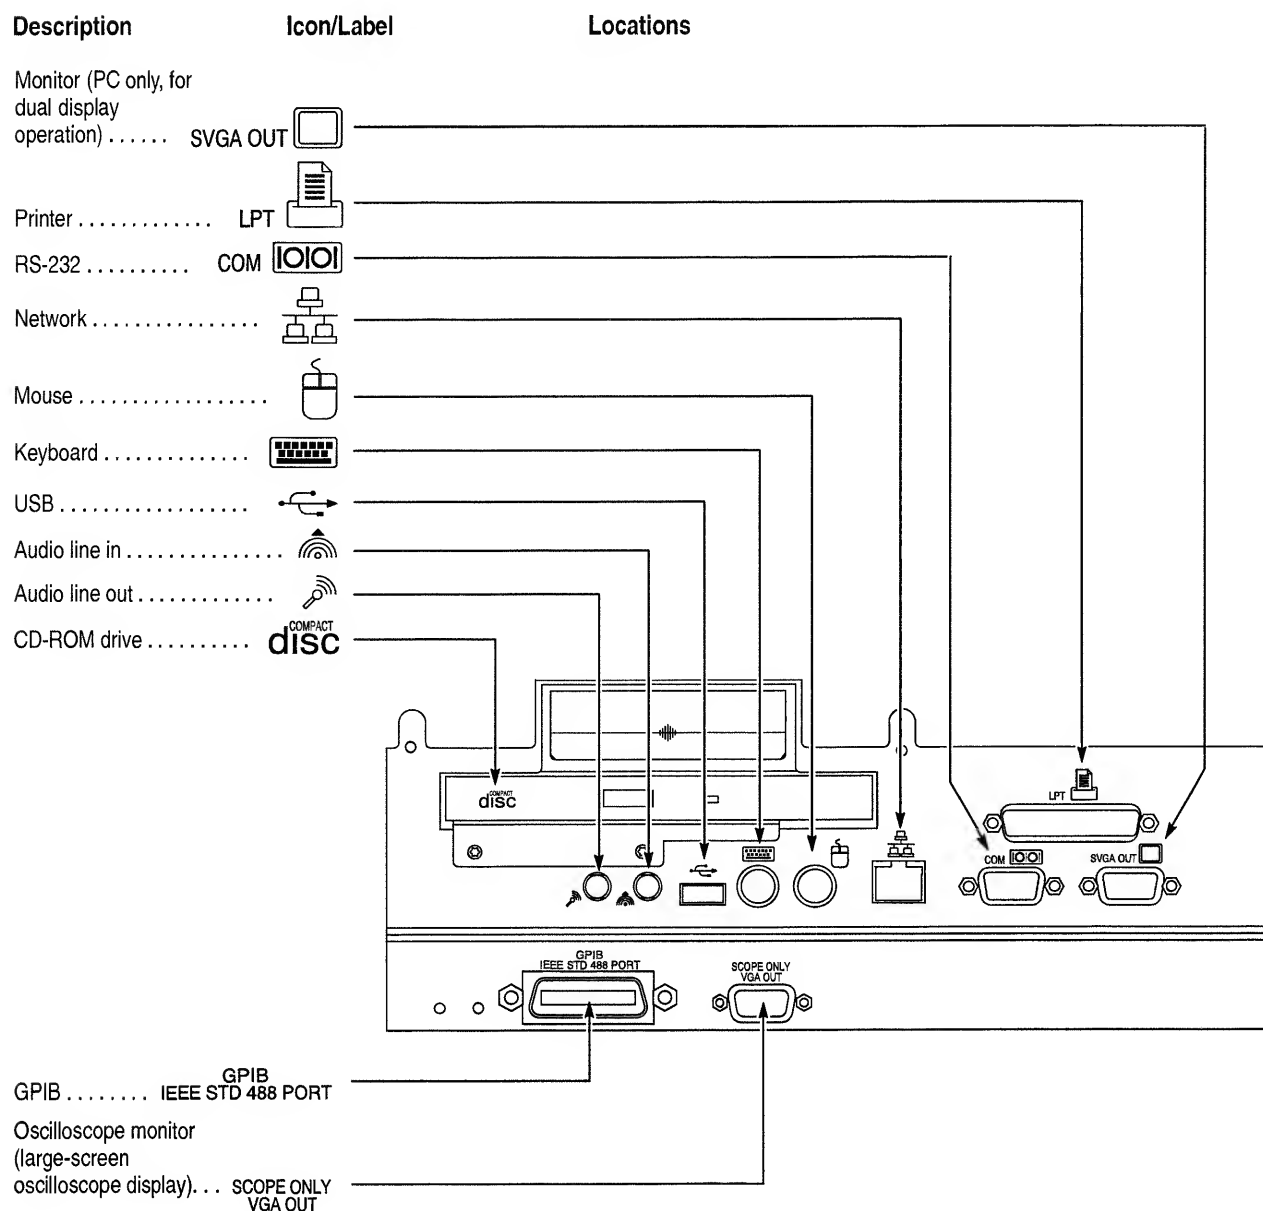 Description Icon/Label Locations
Monitor (PC only, for
dual display
operation) . . . . . . SVGA OUT
Printer . . . . . . . . . . . . . LPT
RS-232 . . . . . . . . . . COM IOIOI
Network . . . . . . . . . . . . . . . .
Mouse . . . . . . . . . . . . . . . . . .
Keyboard . . . . . . . . . . . . . .
USB . . . . . . . . . . . . . . . . . .
Audio line in . . . . . . . . . . . . . . .
Audio line out . . . . . . . . . . . . .
CD-ROM drive . . . . . . . . . . COMPACT disc
LPT
COMPACT
disc
COM IOIOI
SVGA OUT
GPIB
IEEE STD 488 PORT
SCOPE ONLY
VGA OUT
GPIB . . . . . . . . GPIB
IEEE STD 488 PORT
Oscilloscope monitor
(large-screen
oscilloscope display). . . SCOPE ONLY
VGA OUT